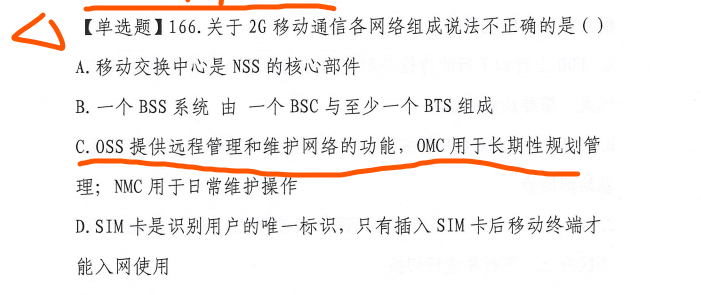 【单选题】166.关于 2G 移动通信各网络组成说法不正确的是（）
A.移动交换中心是 NSS 的核心部件
B.一个 BSS 系统 由 一个 BSC 与至少一个 BTS 组成
C.OSS 提供远程管理和维护网络的功能，OMC 用于长期性规划管
理；NMC 用于日常维护操作
D.SIM 卡是识别用户的唯一标识，只有插入 SIM 卡后移动终端才
能入网使用